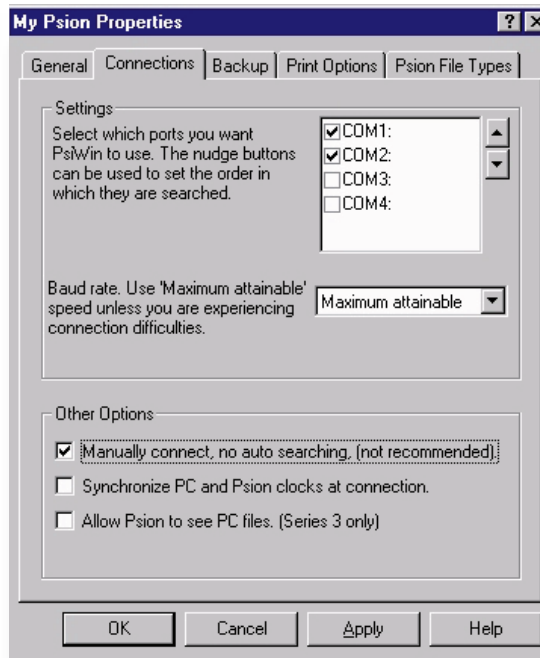 My Psion Properties
General Connections Backup Print Options Psion File Types
Settings
Select which ports you want
PsiWin to use. The nudge buttons
can be used to set the order in
which they are searched.
COM1:
COM2:
COM3:
COM4:
Baud rate. Use 'Maximum attainable'
speed unless you are experiencing
connection difficulties.
Maximum attainable
Other Options
Manually connect, no auto searching, (not recommended).
Synchronize PC and Psion clocks at connection.
Allow Psion to see PC files. (Series 3 only)
OK Cancel Apply Help